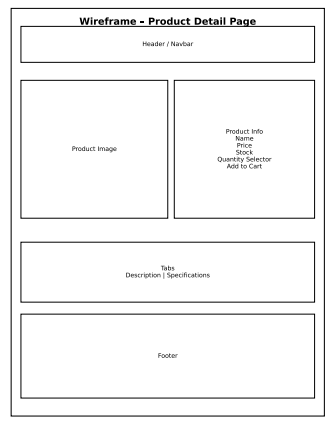 Wireframe – Product Detail Page
Header / Navbar
Product Image
Product Info
Name
Price
Stock
Quantity Selector
Add to Cart
Tabs
Description | Specifications
Footer